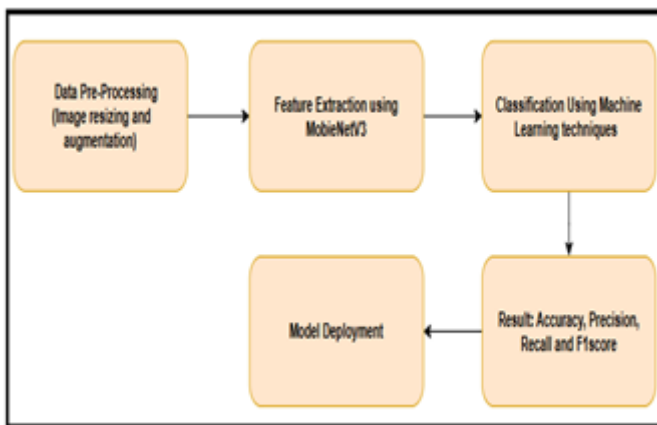 Data Pre-Processing
(Image resizing and
augmentation)
Feature Extraction using
MobieNetV3
Classification Using Machine
Learning techniques
Result: Accuracy, Precision,
Recall and F1score
Model Deployment